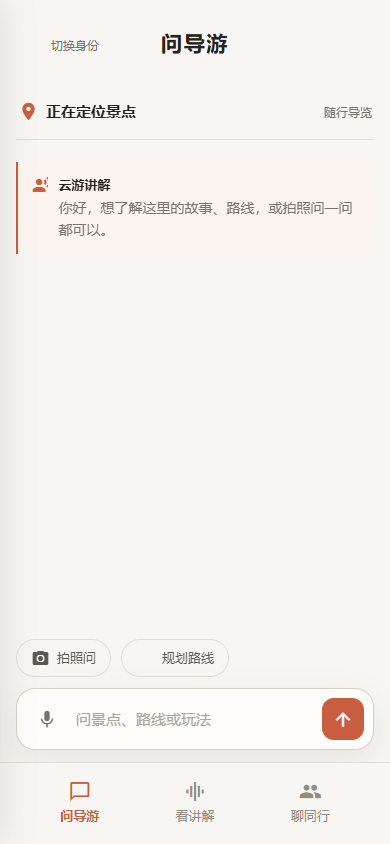 切换身份
问导游
正在定位景点
随行导览
云游讲解
你好，想了解这里的故事、路线，或拍照问一问
都可以。
拍照问
规划路线
问景点、路线或玩法
问导游
看讲解
聊同行